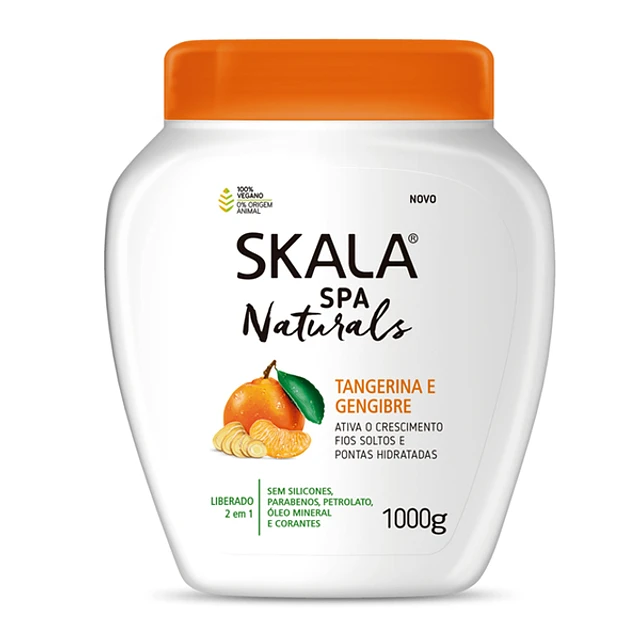 100%
VEGANO
0% ORIGEM
ANIMAL
NOVO
SKALA®
SPA
Naturals
TANGERINA E
GENGIBRE
ATIVA O CRESCIMENTO
FIOS SOLTOS E
PONTAS HIDRATADAS
LIBERADO
2 em 1
SEM SILICONES,
PARABENOS, PETROLATO,
ÓLEO MINERAL
E CORANTES
1000g